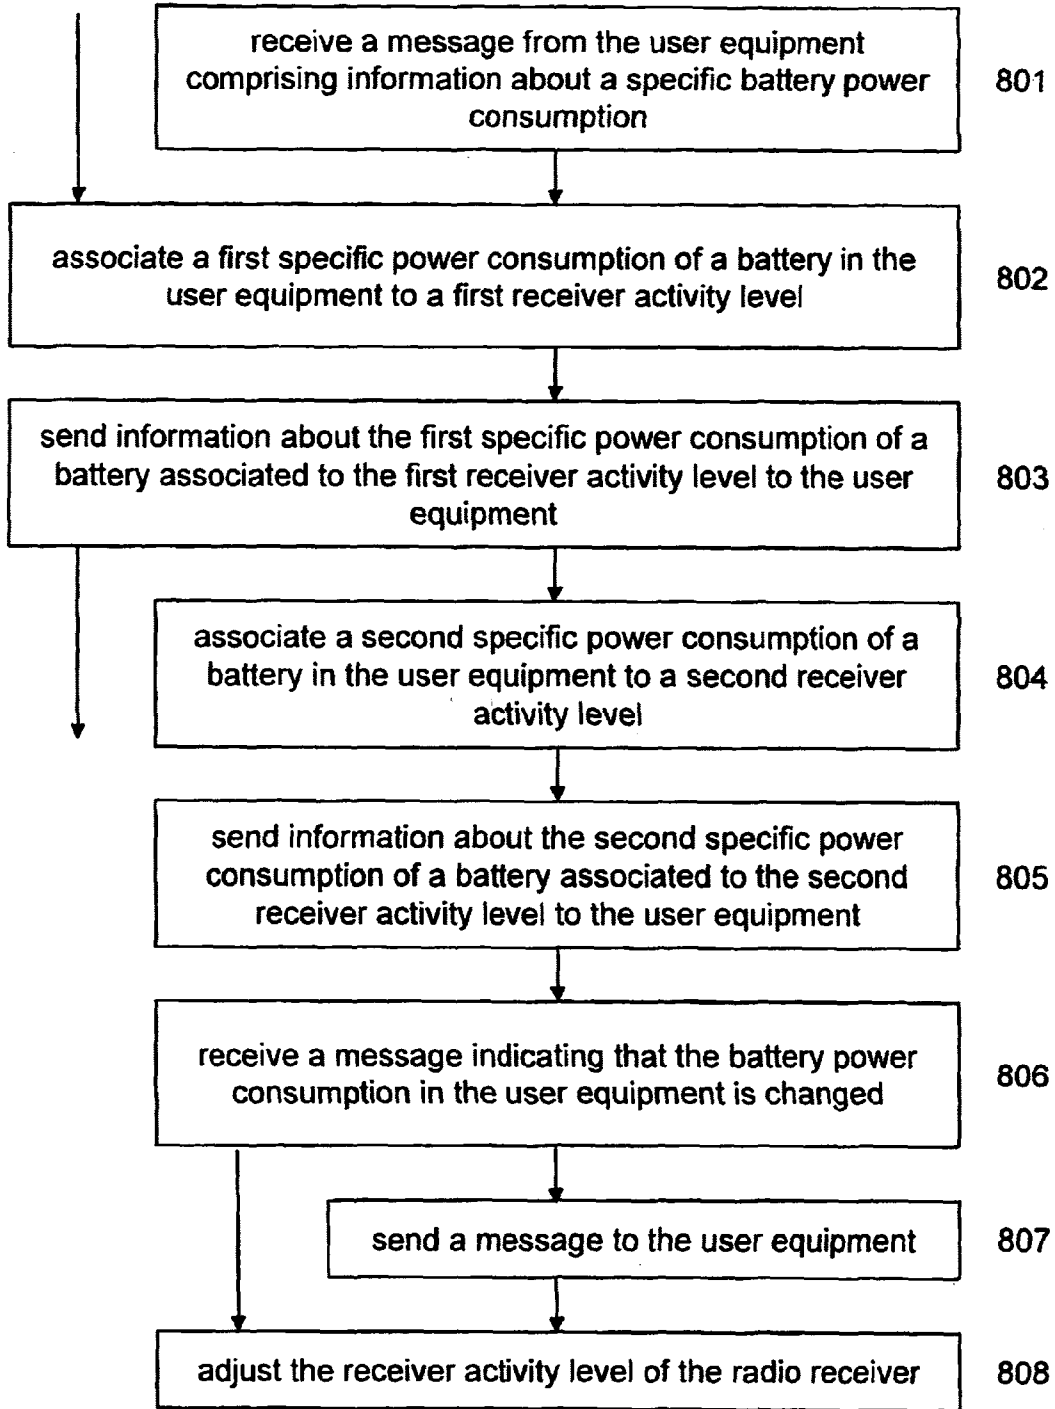 receive a message from the user equipment
comprising information about a specific battery power
consumption
801
associate a first specific power consumption of a battery in the
user equipment to a first receiver activity level
802
send information about the first specific power consumption of a
battery associated to the first receiver activity level to the user
equipment
803
associate a second specific power consumption of a
battery in the user equipment to a second receiver
activity level
804
send information about the second specific power
consumption of a battery associated to the second
receiver activity level to the user equipment
805
receive a message indicating that the battery power
consumption in the user equipment is changed
806
send a message to the user equipment
807
adjust the receiver activity level of the radio receiver
808